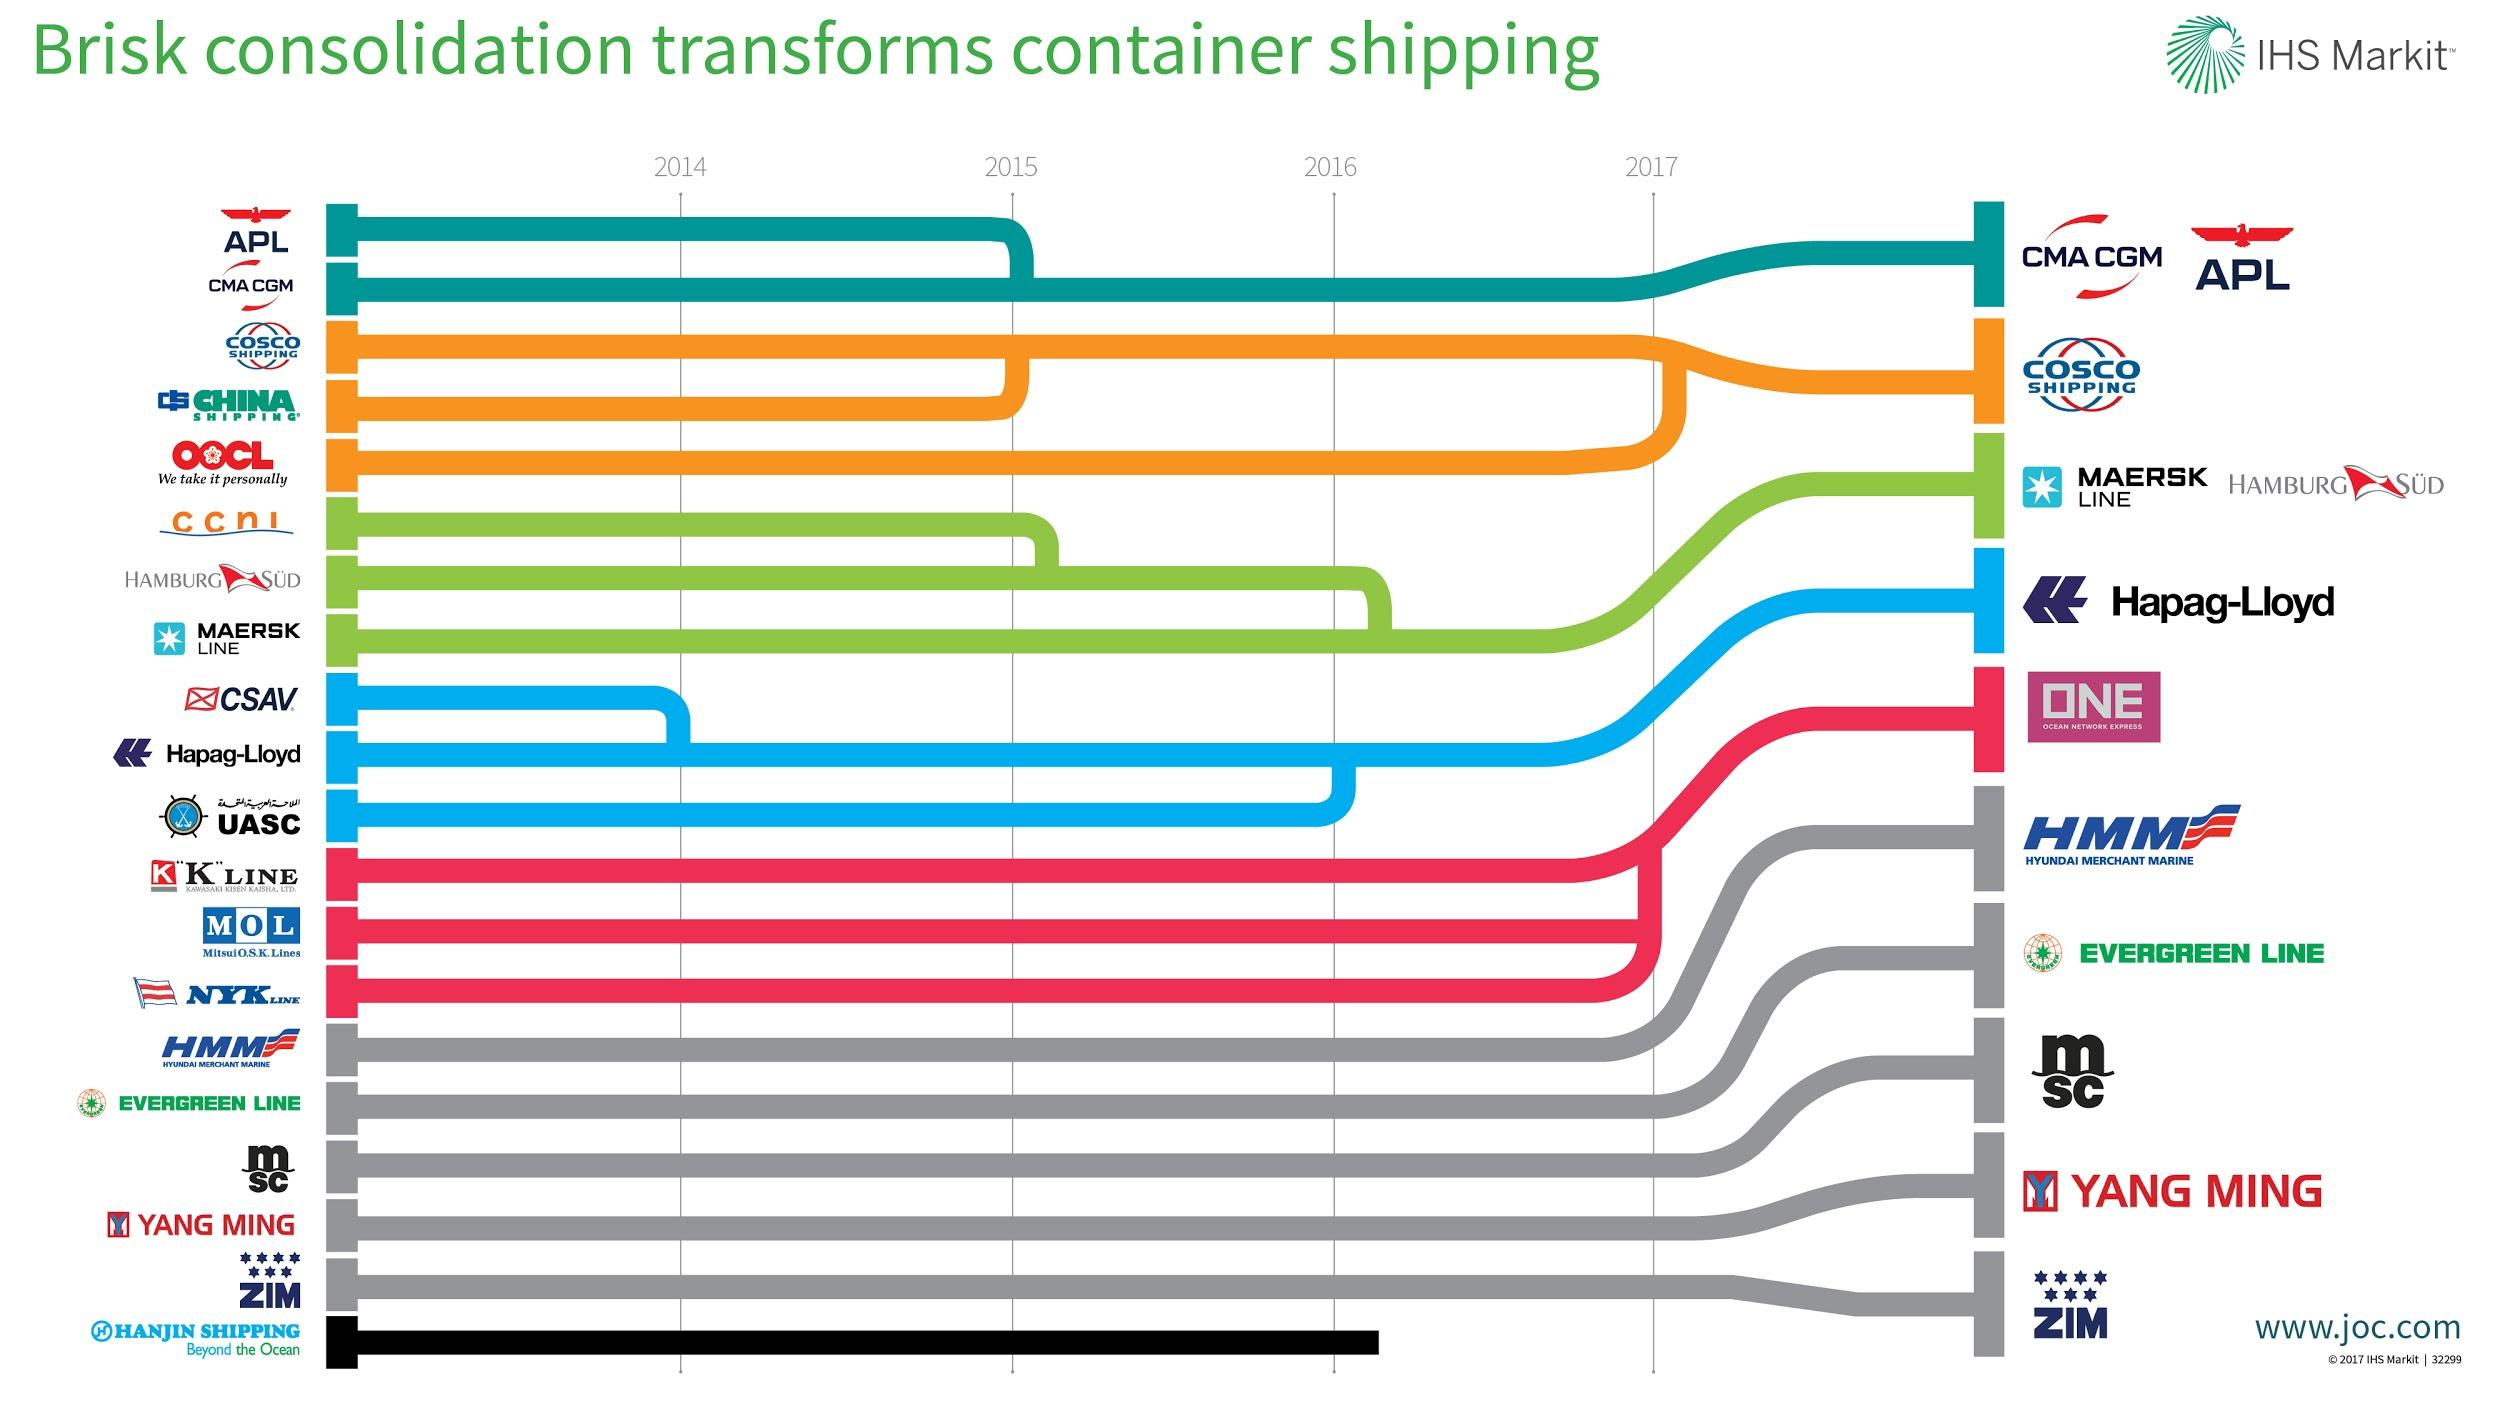 Brisk consolidation transforms container shipping
IHS Markit™
2014 2015 2016 2017
APL
CMA CGM
COSCO
SHIPPING
CHINA
SHIPPING®
OOCL
We take it personally
ccni
HAMBURG SÜD
MAERSK
LINE
CSAV
Hapag-Lloyd
UASC
K "K" LINE
KAWASAKI KISEN KAISHA, LTD.
MOL
Mitsui O.S.K. Lines
NYK LINE
HMM
HYUNDAI MERCHANT MARINE
EVERGREEN LINE
msc
YANG MING
ZIM
HANJIN SHIPPING
Beyond the Ocean
CMA CGM
APL
COSCO
SHIPPING
MAERSK
LINE
HAMBURG SÜD
Hapag-Lloyd
ONE
OCEAN NETWORK EXPRESS
HMM
HYUNDAI MERCHANT MARINE
EVERGREEN
EVERGREEN LINE
msc
YANG MING
ZIM
www.joc.com
© 2017 IHS Markit | 32299